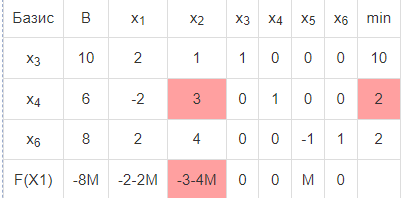 Базис B x1 x2 x3 x4 x5 x6 min
x3 10 2 1 1 0 0 0 10
x4 6 -2 3 0 1 0 0 2
x6 8 2 4 0 0 -1 1 2
F(X1) -8M -2-2M -3-4M 0 0 M 0